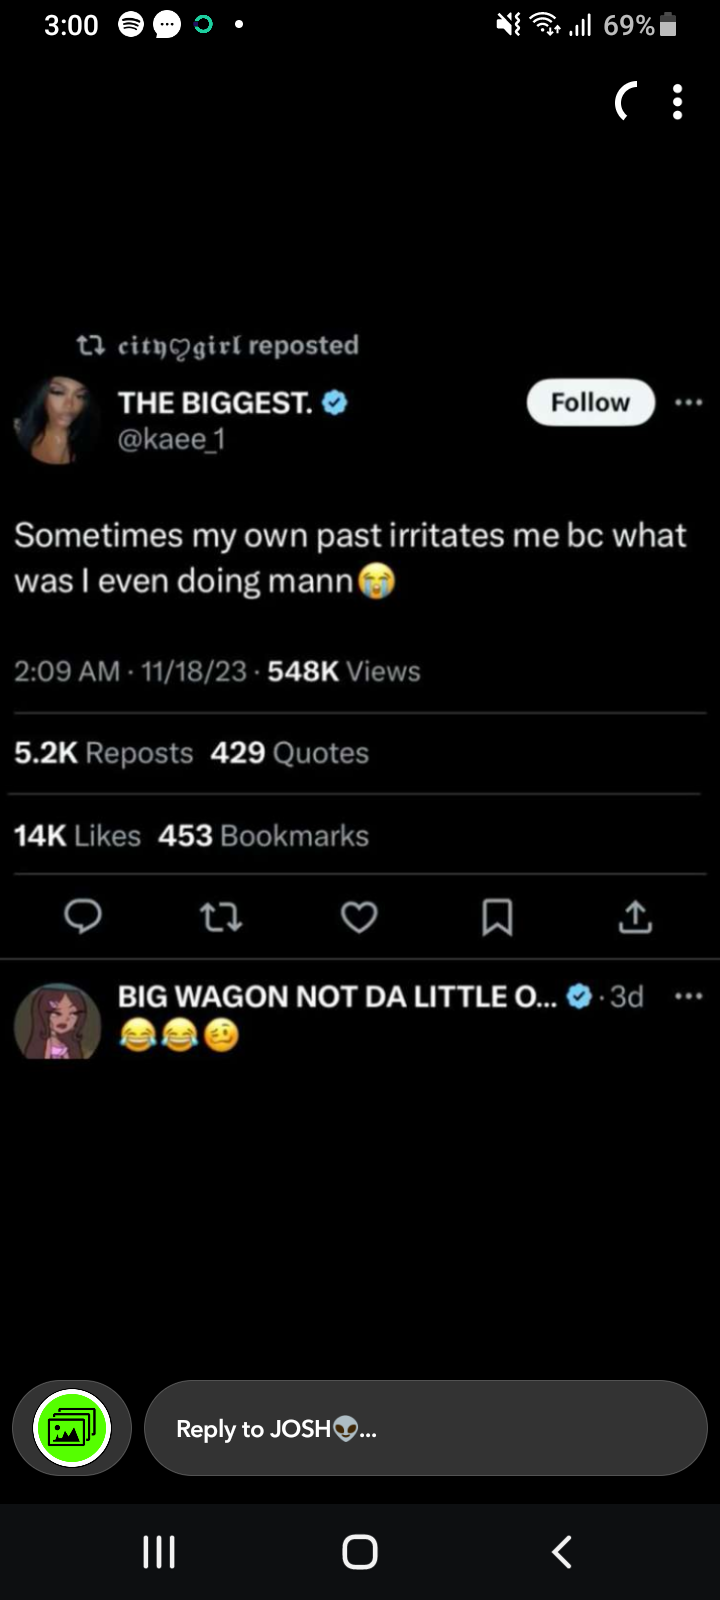 3:00 69%
city♡girl reposted
THE BIGGEST. Follow
@kaee_1
Sometimes my own past irritates me bc what
was I even doing mann😭
2:09 AM · 11/18/23 · 548K Views
5.2K Reposts 429 Quotes
14K Likes 453 Bookmarks
BIG WAGON NOT DA LITTLE O... · 3d
😂😂🥴
Reply to JOSH👽...